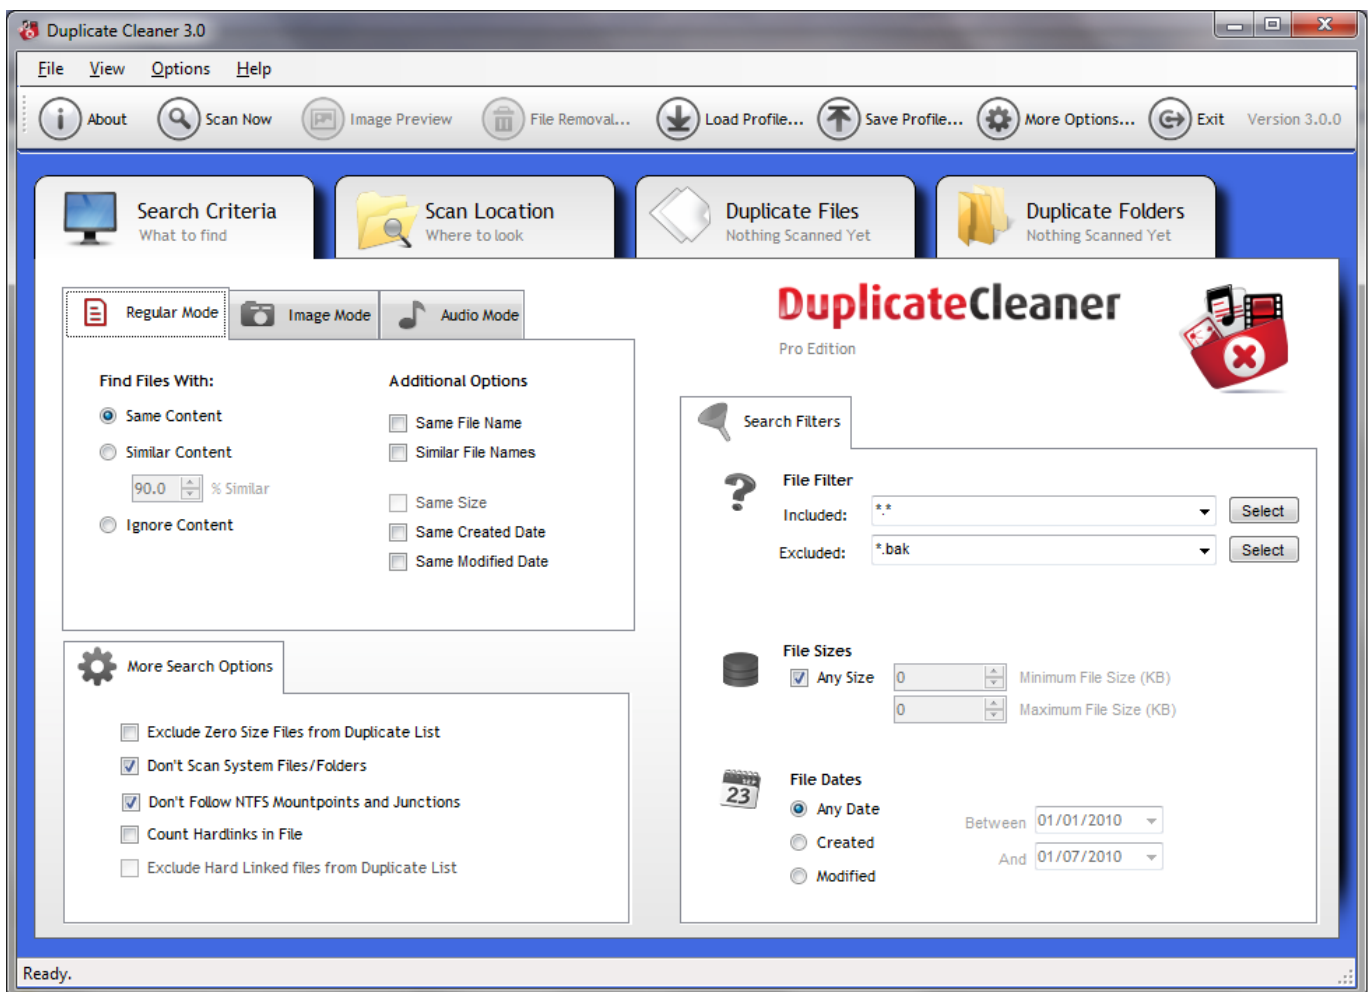 Duplicate Cleaner 3.0
File View Options Help
About Scan Now Image Preview File Removal... Load Profile... Save Profile... More Options... Exit Version 3.0.0
Search Criteria
What to find
Scan Location
Where to look
Duplicate Files
Nothing Scanned Yet
Duplicate Folders
Nothing Scanned Yet
Regular Mode Image Mode Audio Mode
Find Files With:
Same Content
Similar Content
90.0 % Similar
Ignore Content
Additional Options
Same File Name
Similar File Names
Same Size
Same Created Date
Same Modified Date
More Search Options
Exclude Zero Size Files from Duplicate List
Don't Scan System Files/Folders
Don't Follow NTFS Mountpoints and Junctions
Count Hardlinks in File
Exclude Hard Linked files from Duplicate List
DuplicateCleaner
Pro Edition
Search Filters
File Filter
Included: *.* Select
Excluded: *.bak Select
File Sizes
Any Size 0 Minimum File Size (KB)
0 Maximum File Size (KB)
23
File Dates
Any Date
Created
Modified
Between 01/01/2010
And 01/07/2010
Ready.